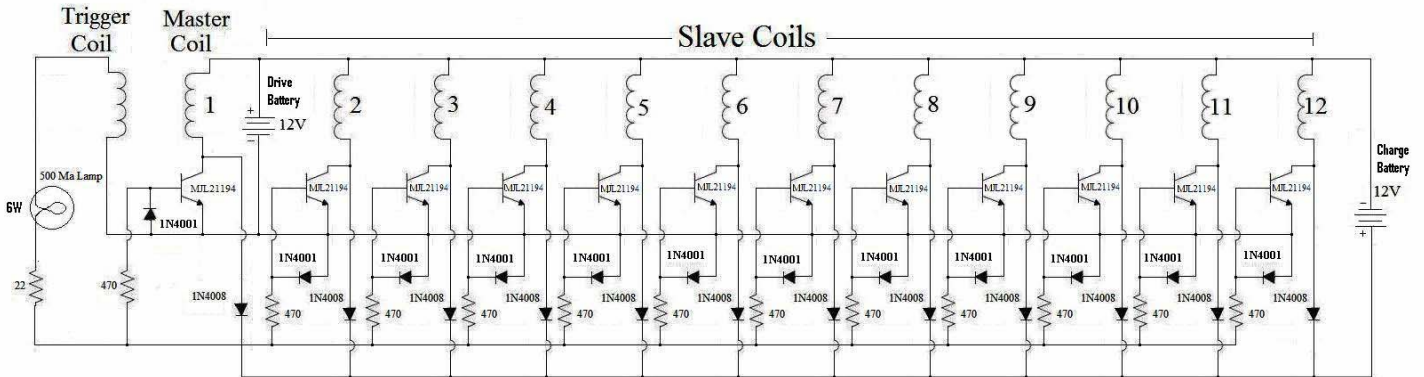 Trigger
Coil
Master
Coil
Slave Coils
1
Drive
Battery
+
12V
−
2
3
4
5
6
7
8
9
10
11
12
Charge
Battery
12V
−
+
500 Ma Lamp
6W
MJL21194
MJL21194
MJL21194
MJL21194
MJL21194
MJL21194
MJL21194
MJL21194
MJL21194
MJL21194
MJL21194
MJL21194
1N4001
1N4001
1N4001
1N4001
1N4001
1N4001
1N4001
1N4001
1N4001
1N4001
1N4001
1N4001
22
470
1N4008
1N4008
1N4008
1N4008
1N4008
1N4008
1N4008
1N4008
1N4008
1N4008
1N4008
1N4008
470
470
470
470
470
470
470
470
470
470
470